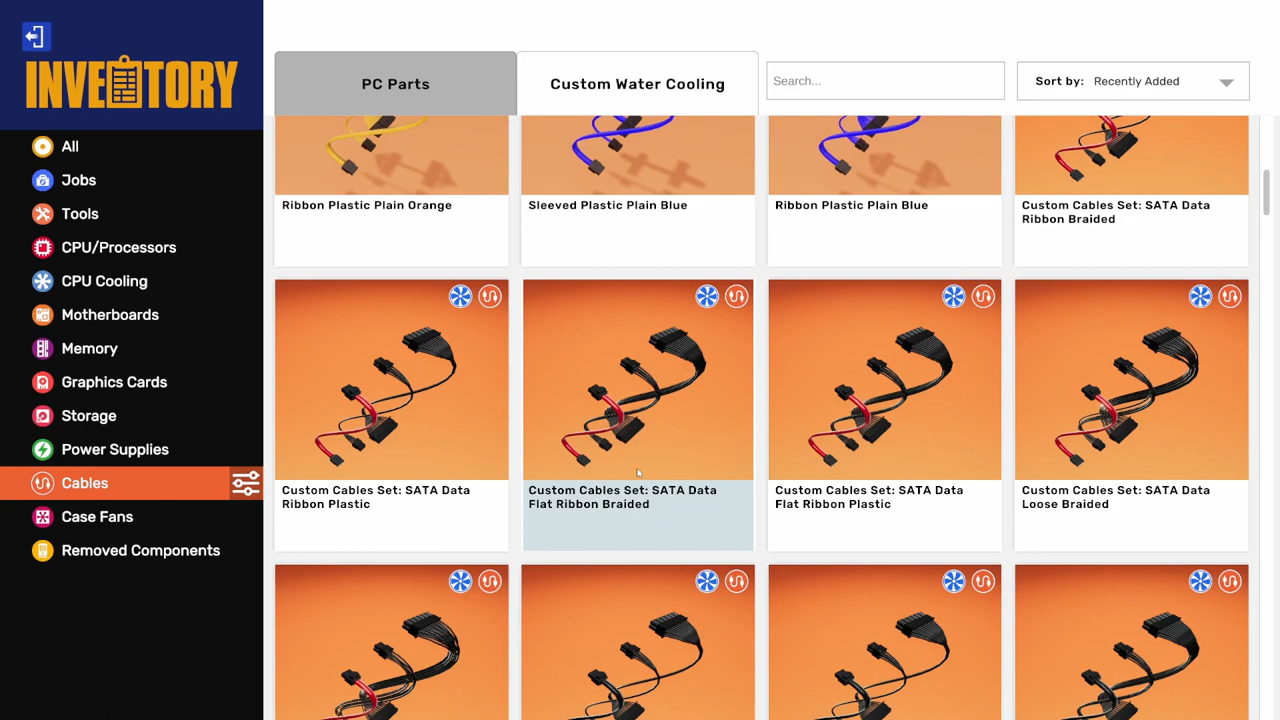 INVENTORY
PC Parts
Custom Water Cooling
Search...
Sort by: Recently Added
All
Jobs
Tools
CPU/Processors
CPU Cooling
Motherboards
Memory
Graphics Cards
Storage
Power Supplies
Cables
Case Fans
Removed Components
Ribbon Plastic Plain Orange
Sleeved Plastic Plain Blue
Ribbon Plastic Plain Blue
Custom Cables Set: SATA Data
Ribbon Braided
Custom Cables Set: SATA Data
Ribbon Plastic
Custom Cables Set: SATA Data
Flat Ribbon Braided
Custom Cables Set: SATA Data
Flat Ribbon Plastic
Custom Cables Set: SATA Data
Loose Braided